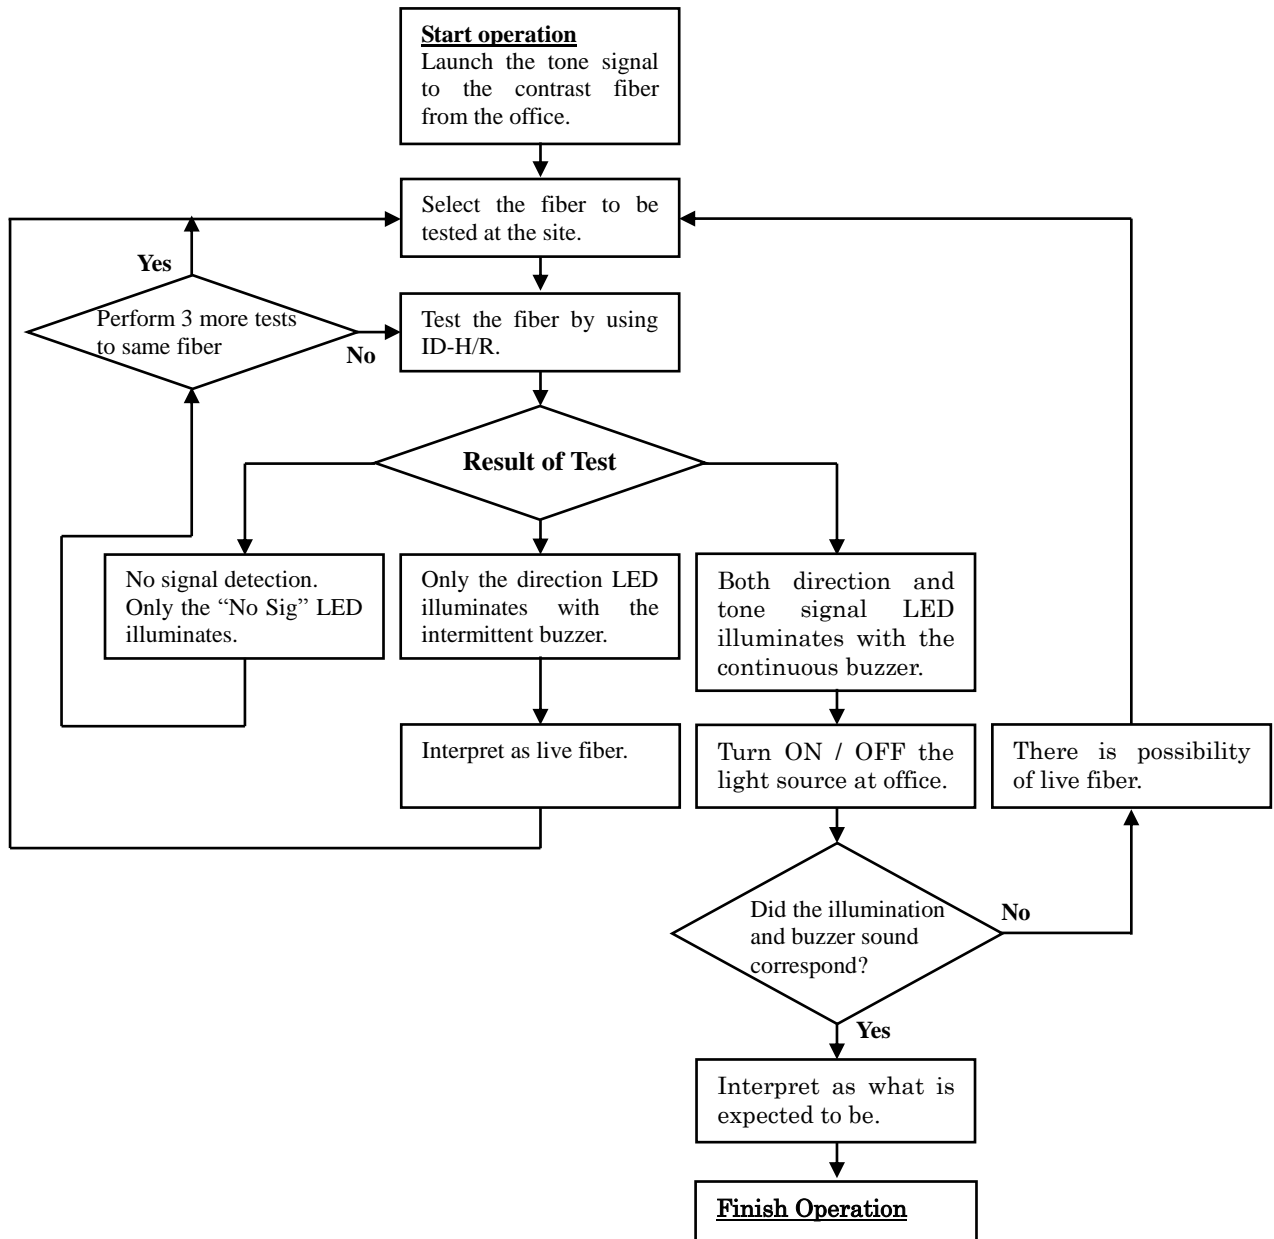 Start operation
Launch the tone signal
to the contrast fiber
from the office.
Select the fiber to be
tested at the site.
Yes
Perform 3 more tests
to same fiber
No
Test the fiber by using
ID-H/R.
Result of Test
No signal detection.
Only the “No Sig” LED
illuminates.
Only the direction LED
illuminates with the
intermittent buzzer.
Both direction and
tone signal LED
illuminates with the
continuous buzzer.
Interpret as live fiber.
Turn ON / OFF the
light source at office.
There is possibility
of live fiber.
Did the illumination
and buzzer sound
correspond?
No
Yes
Interpret as what is
expected to be.
Finish Operation